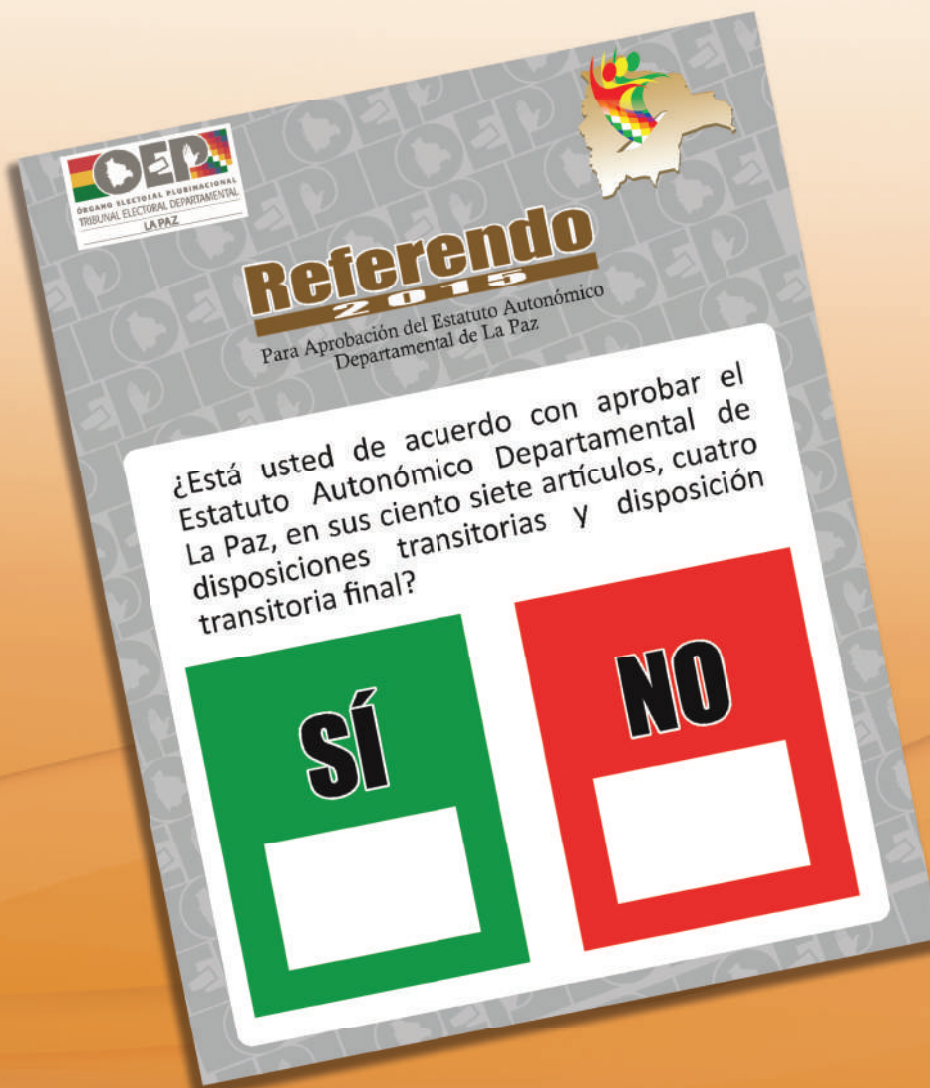 OEP
ÓRGANO ELECTORAL PLURINACIONAL
TRIBUNAL ELECTORAL DEPARTAMENTAL
LA PAZ
Referendo
2015
Para Aprobación del Estatuto Autonómico
Departamental de La Paz
¿Está usted de acuerdo con aprobar el
Estatuto Autonómico Departamental de
La Paz, en sus ciento siete artículos, cuatro
disposiciones transitorias y disposición
transitoria final?
SÍ
NO